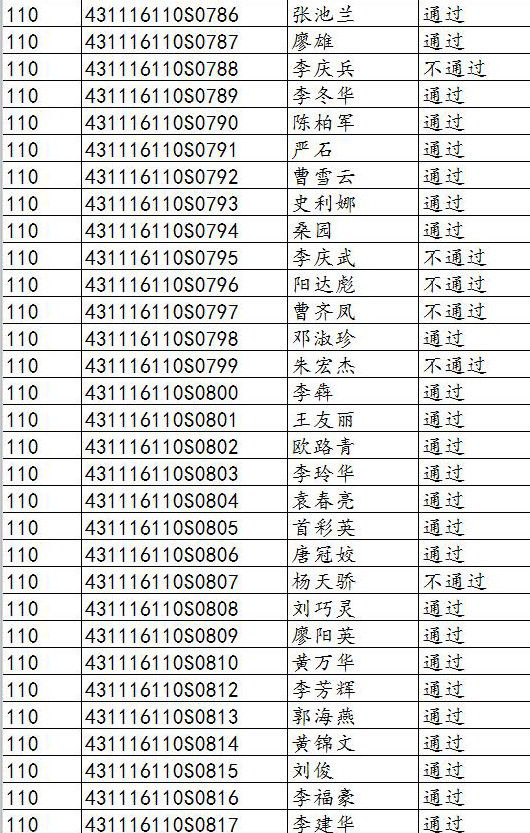 110 431116110S0786 张池兰 通过
110 431116110S0787 廖雄 通过
110 431116110S0788 李庆兵 不通过
110 431116110S0789 李冬华 通过
110 431116110S0790 陈柏军 通过
110 431116110S0791 严石 通过
110 431116110S0792 曹雪云 通过
110 431116110S0793 史利娜 通过
110 431116110S0794 桑园 通过
110 431116110S0795 李庆武 不通过
110 431116110S0796 阳达彪 不通过
110 431116110S0797 曹齐凤 不通过
110 431116110S0798 邓淑珍 通过
110 431116110S0799 朱宏杰 不通过
110 431116110S0800 李犇 通过
110 431116110S0801 王友丽 通过
110 431116110S0802 欧路青 通过
110 431116110S0803 李玲华 通过
110 431116110S0804 袁春亮 通过
110 431116110S0805 首彩英 通过
110 431116110S0806 唐冠姣 通过
110 431116110S0807 杨天骄 不通过
110 431116110S0808 刘巧灵 通过
110 431116110S0809 廖阳英 通过
110 431116110S0810 黄万华 通过
110 431116110S0812 李芳辉 通过
110 431116110S0813 郭海燕 通过
110 431116110S0814 黄锦文 通过
110 431116110S0815 刘俊 通过
110 431116110S0816 李福豪 通过
110 431116110S0817 李建华 通过